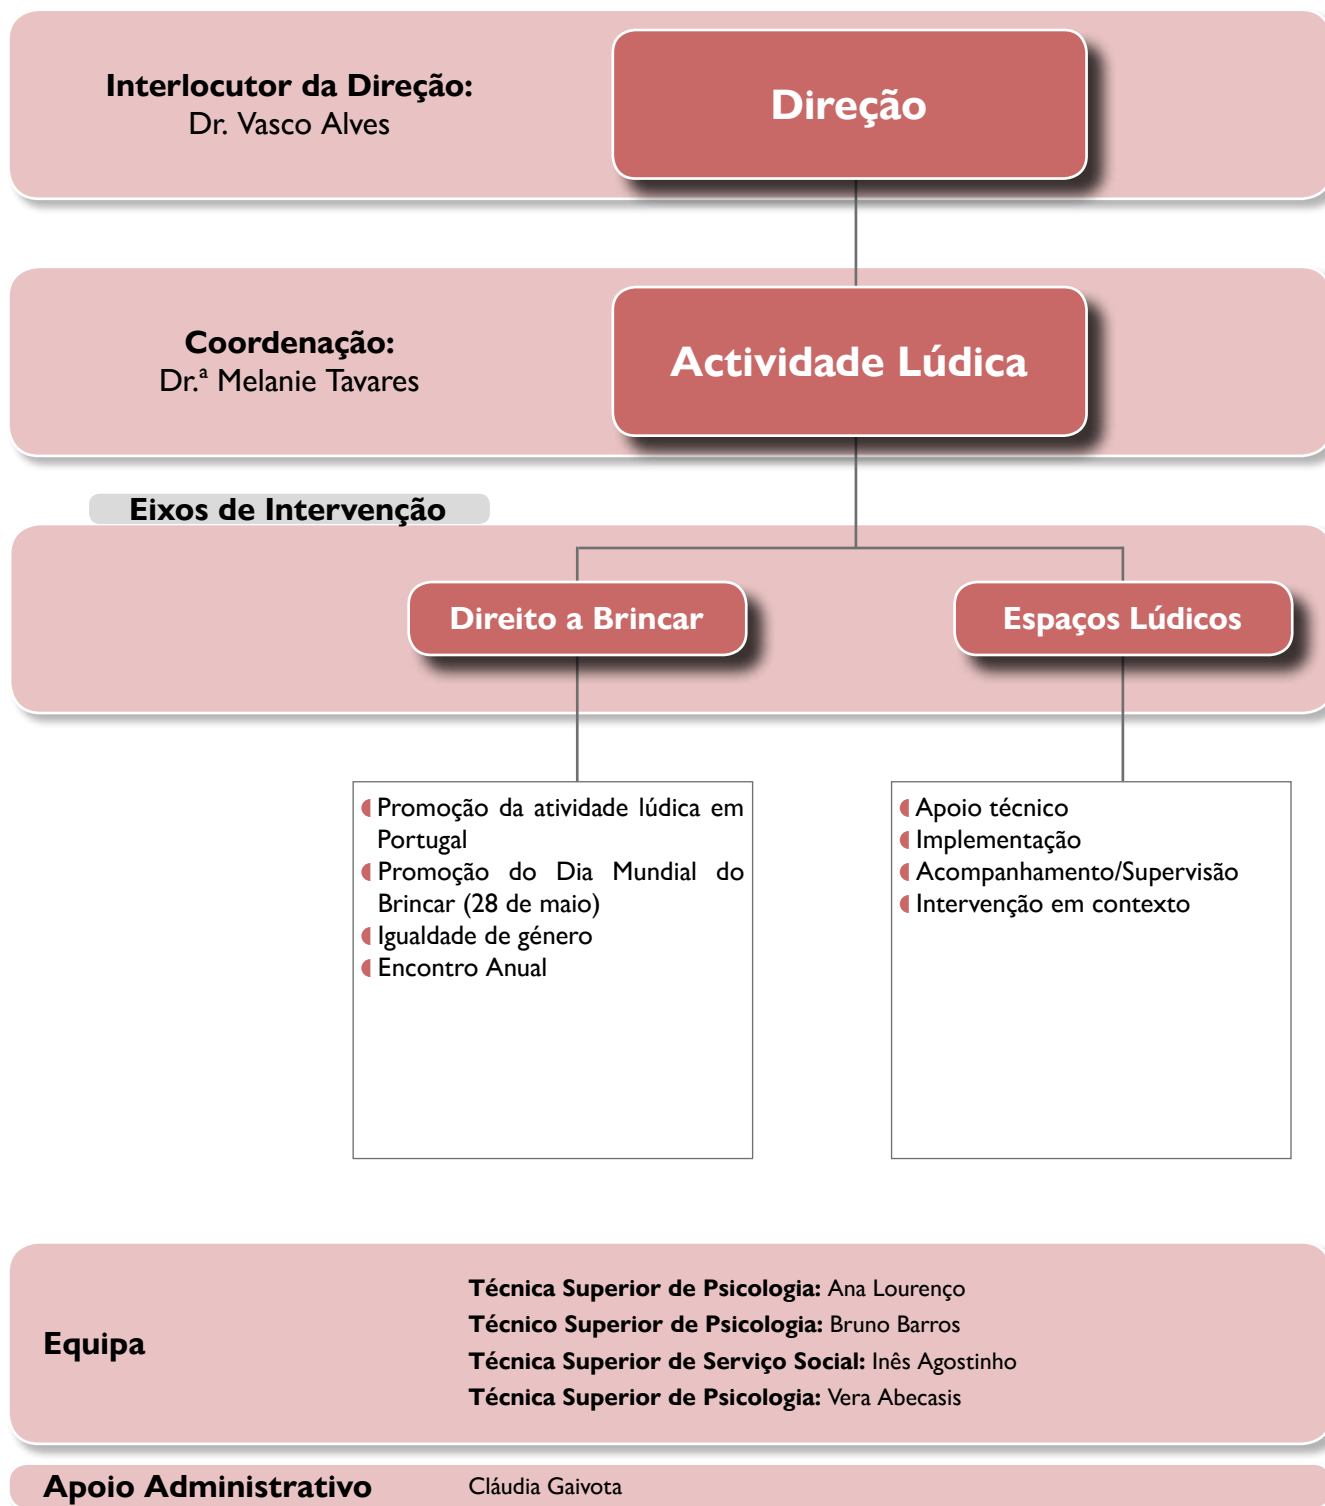 Interlocutor da Direção:
Dr. Vasco Alves
Direção
Coordenação:
Dr.ª Melanie Tavares
Actividade Lúdica
Eixos de Intervenção
Direito a Brincar
Espaços Lúdicos
Promoção da atividade lúdica em
Portugal
Promoção do Dia Mundial do
Brincar (28 de maio)
Igualdade de género
Encontro Anual
Apoio técnico
Implementação
Acompanhamento/Supervisão
Intervenção em contexto
Equipa
Técnica Superior de Psicologia: Ana Lourenço
Técnico Superior de Psicologia: Bruno Barros
Técnica Superior de Serviço Social: Inês Agostinho
Técnica Superior de Psicologia: Vera Abecasis
Apoio Administrativo
Cláudia Gaivota